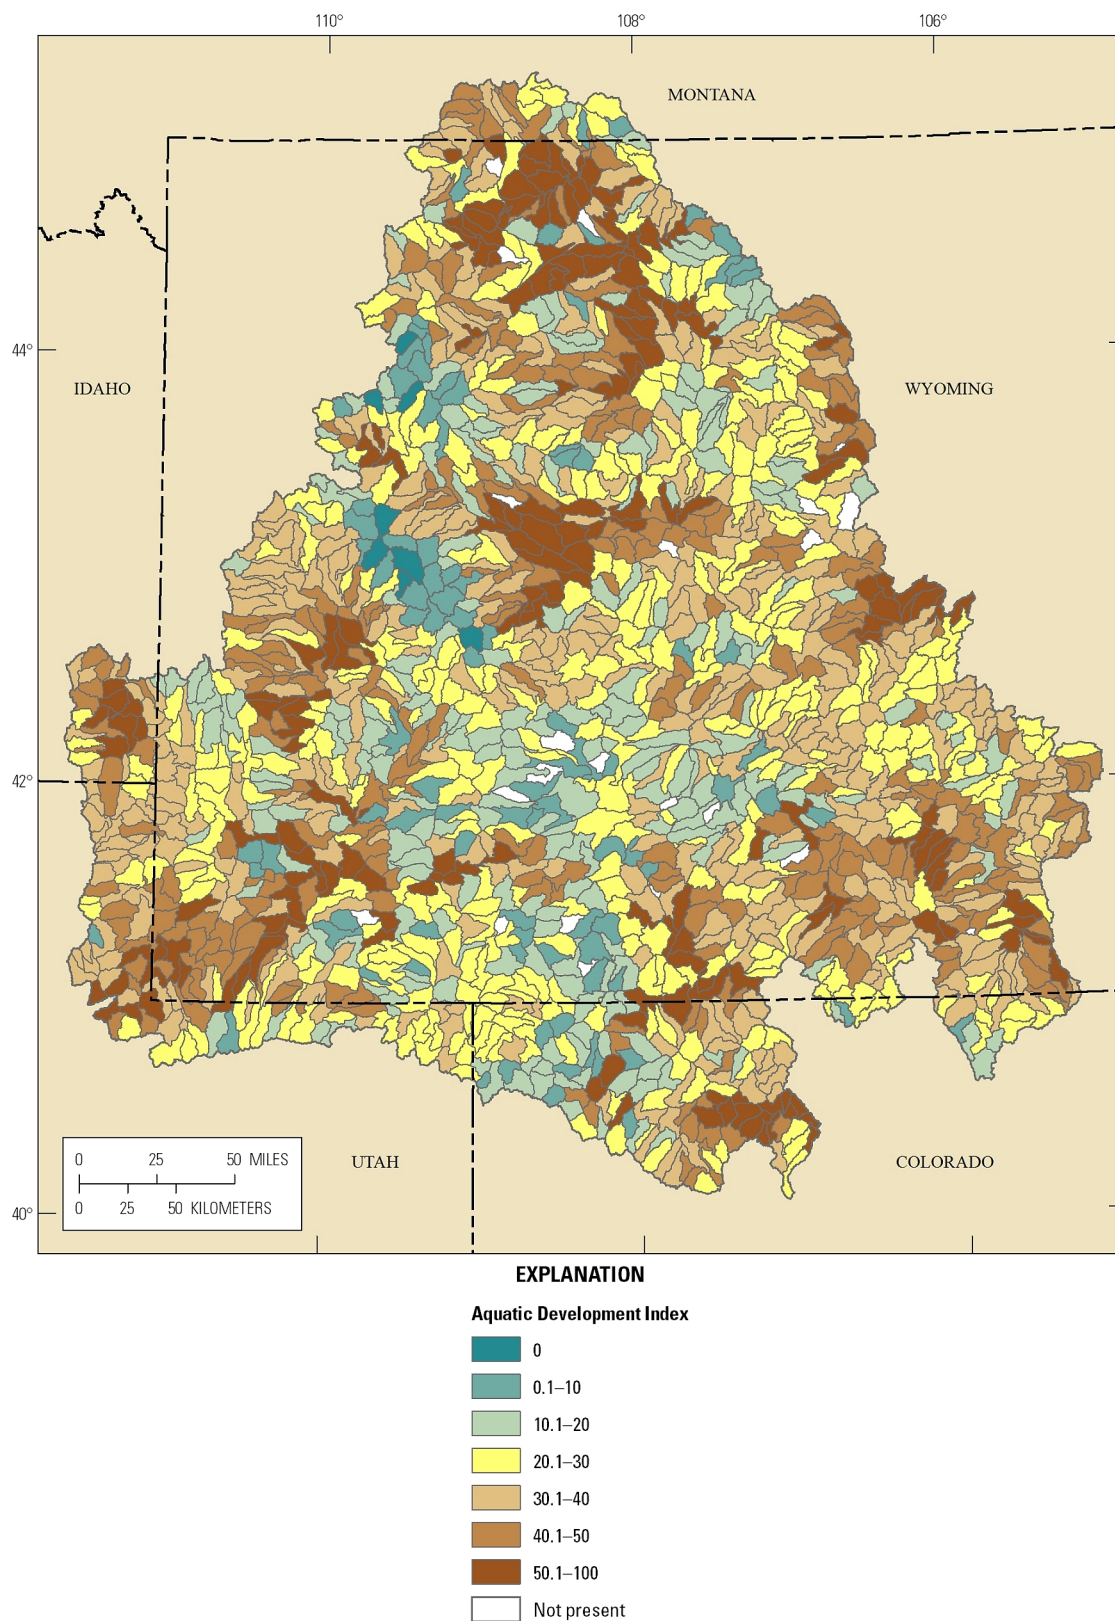 110° 108° 106°
MONTANA
44°
IDAHO WYOMING
42°
0 25 50 MILES
0 25 50 KILOMETERS
UTAH COLORADO
40°
EXPLANATION
Aquatic Development Index
0
0.1–10
10.1–20
20.1–30
30.1–40
40.1–50
50.1–100
Not present